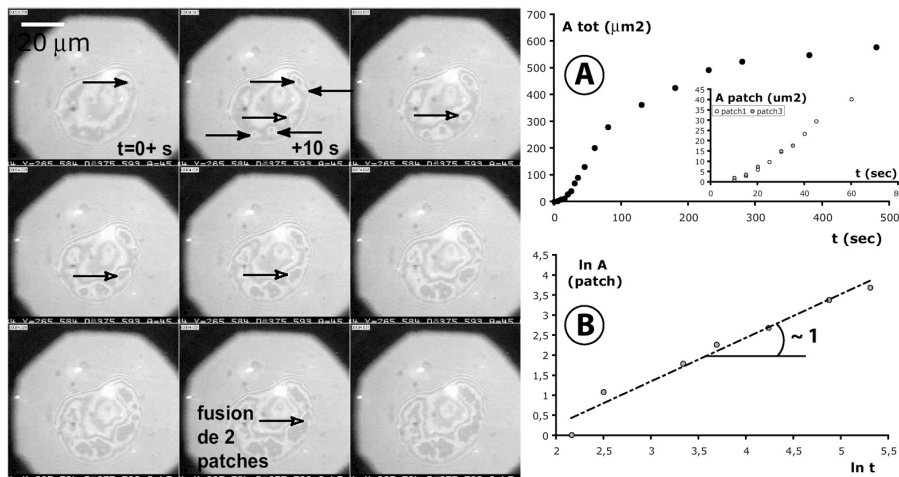 20 μm
t=0+ s
+10 s
fusion
de 2
patches
A tot (μm2)
A
700
600
500
400
300
200
100
0
0
100
200
300
400
500
t (sec)
A patch (um2)
patch1
patch3
45
40
35
30
25
20
15
10
5
0
0
20
40
60
8
t (sec)
ln A
(patch)
B
~ 1
4,5
4
3,5
3
2,5
2
1,5
1
0,5
0
2
2,5
3
3,5
4
4,5
5
5,5
ln t